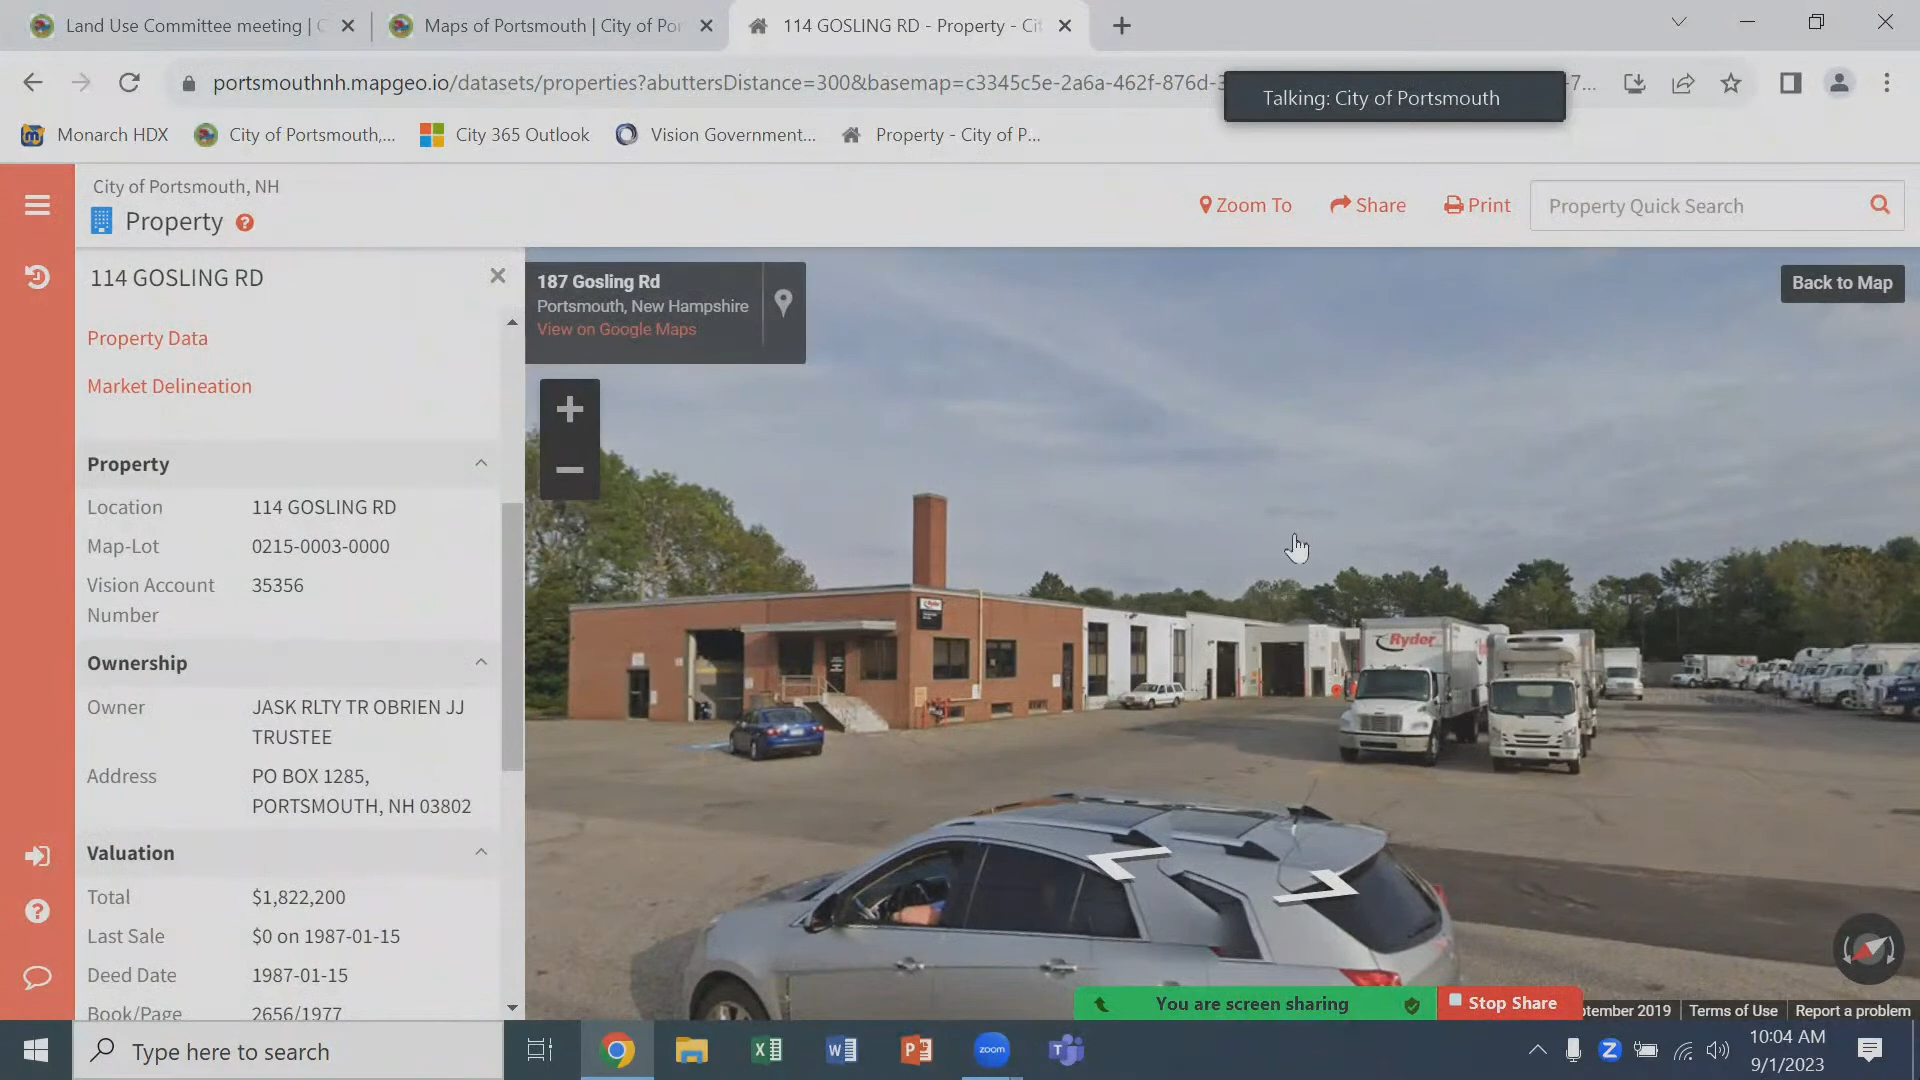 Land Use Committee meeting | C
Maps of Portsmouth | City of Por
114 GOSLING RD - Property - Cit
portsmouthnh.mapgeo.io/datasets/properties?abuttersDistance=300&basemap=c3345c5e-2a6a-462f-876d-3
-7...
Talking: City of Portsmouth
Monarch HDX
City of Portsmouth,...
City 365 Outlook
Vision Government...
Property - City of P...
City of Portsmouth, NH
Property
Zoom To
Share
Print
Property Quick Search
114 GOSLING RD
Property Data
Market Delineation
Property
Location 114 GOSLING RD
Map-Lot 0215-0003-0000
Vision Account 35356
Number
Ownership
Owner JASK RLTY TR OBRIEN JJ
TRUSTEE
Address PO BOX 1285,
PORTSMOUTH, NH 03802
Valuation
Total $1,822,200
Last Sale $0 on 1987-01-15
Deed Date 1987-01-15
Book/Page 2656/1977
187 Gosling Rd
Portsmouth, New Hampshire
View on Google Maps
Back to Map
Ryder
Ryder
You are screen sharing
Stop Share
ptember 2019
Terms of Use
Report a problem
Type here to search
zoom
10:04 AM
9/1/2023